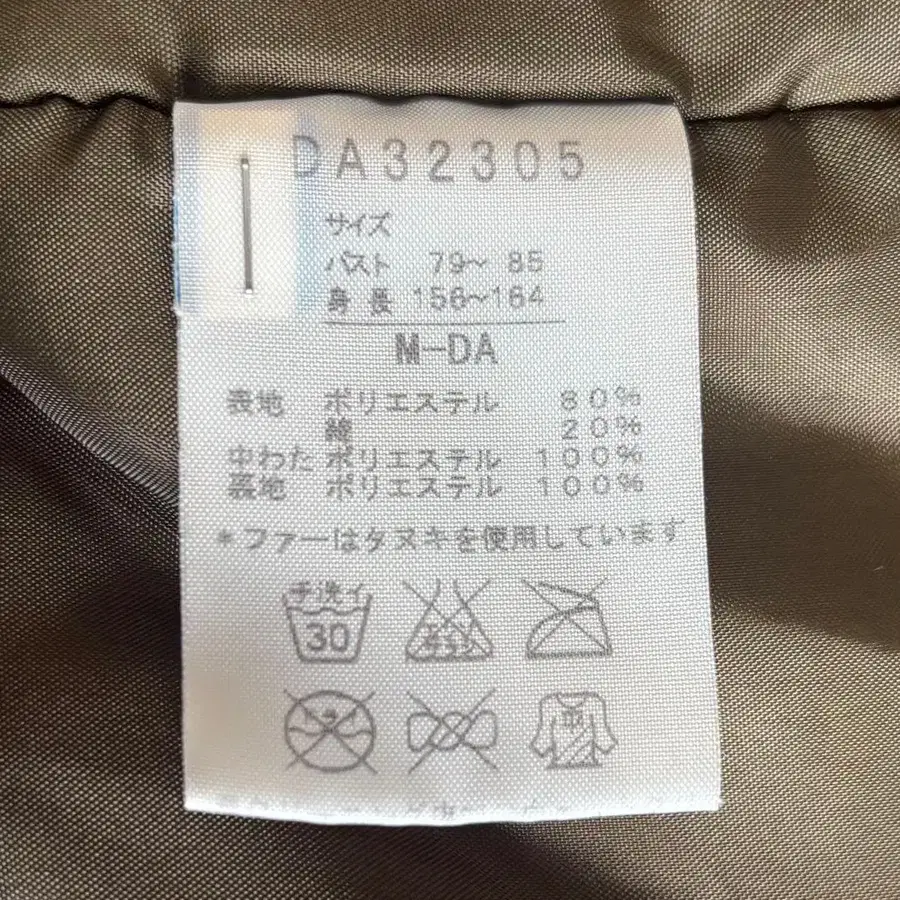 DA32305
サイズ
バスト 79～ 85
身長 156～164
M-DA
表地 ポリエステル 80%
綿 20%
中わた ポリエステル 100%
裏地 ポリエステル 100%
*ファーはタヌキを使用しています
手洗イ
30
エンソ